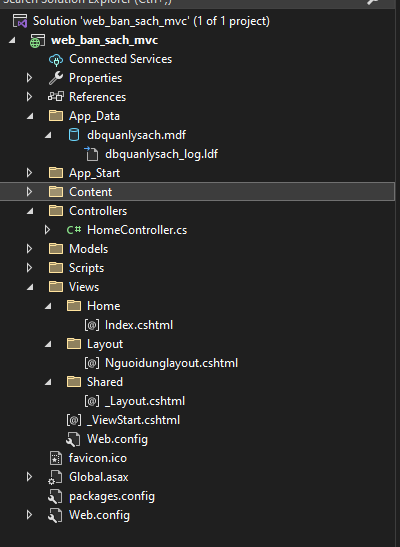 Search Solution Explorer (Ctrl+;)
Solution 'web_ban_sach_mvc' (1 of 1 project)
web_ban_sach_mvc
Connected Services
Properties
References
App_Data
dbquanlysach.mdf
dbquanlysach_log.ldf
App_Start
Content
Controllers
C# HomeController.cs
Models
Scripts
Views
Home
[@] Index.cshtml
Layout
[@] Nguoidunglayout.cshtml
Shared
[@] _Layout.cshtml
[@] _ViewStart.cshtml
Web.config
favicon.ico
Global.asax
packages.config
Web.config